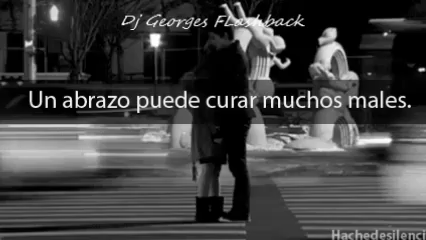 Dj Georges FLashback
Un abrazo puede curar muchos males.
Hachedesilenci